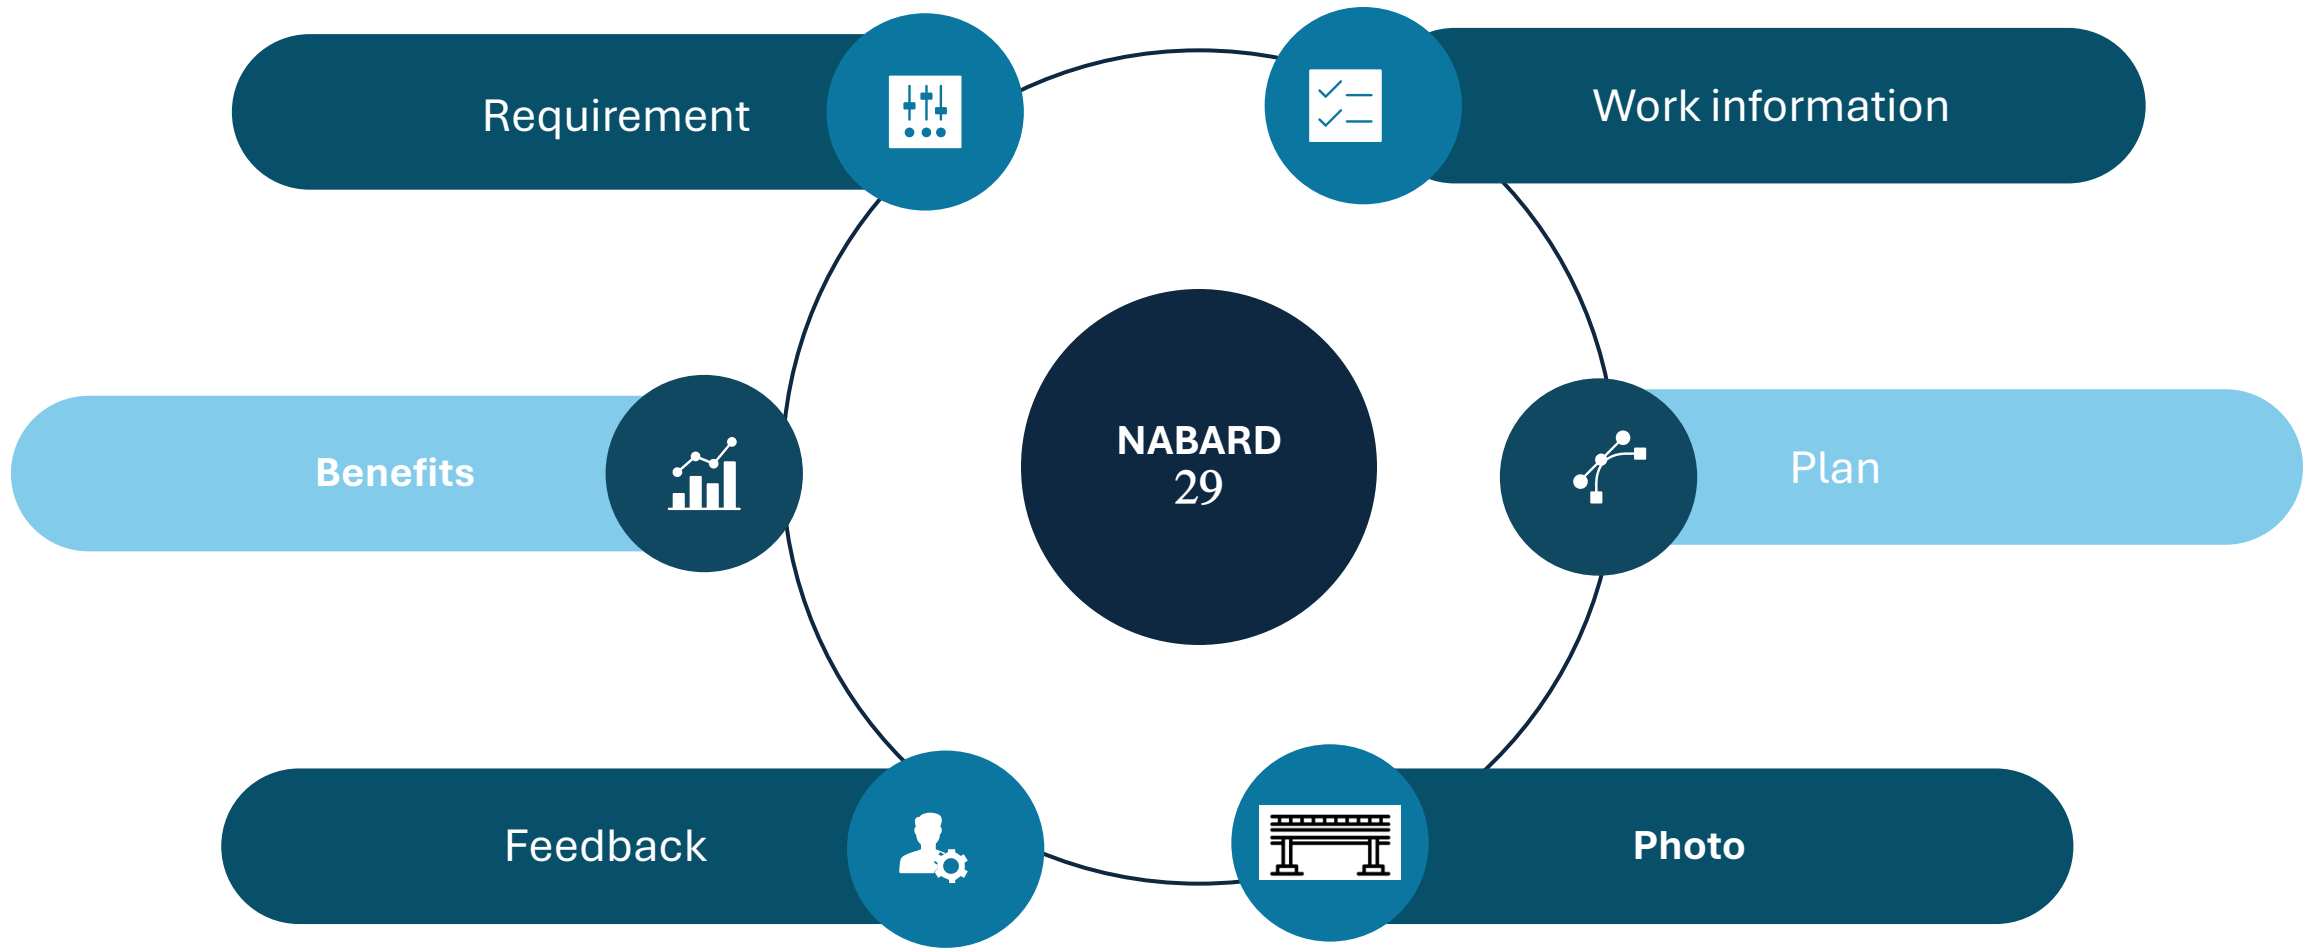 Requirement
Work information
Benefits
NABARD
29
Plan
Feedback
Photo